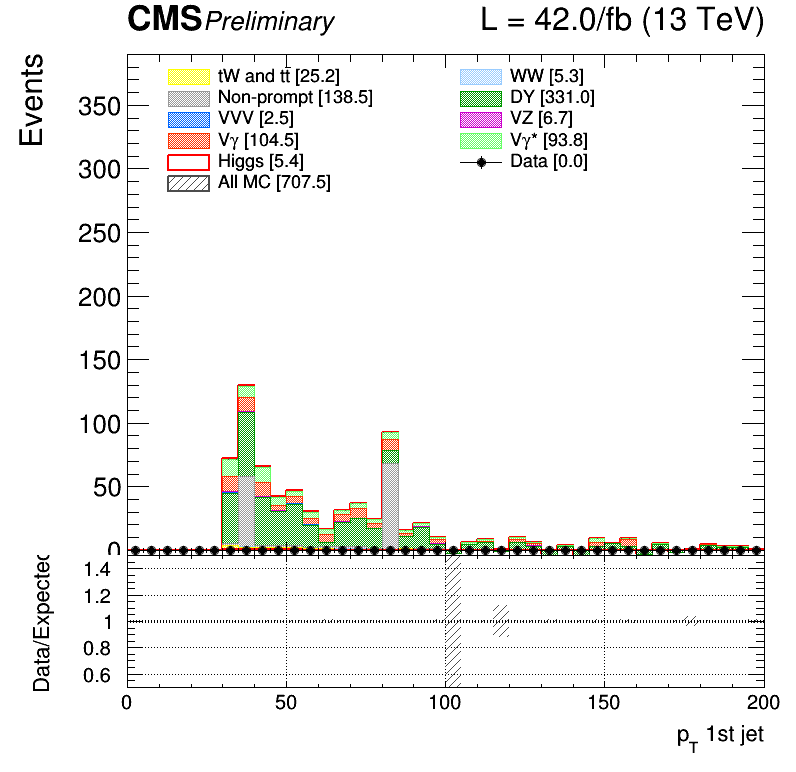 CMS Preliminary L = 42.0/fb (13 TeV)
Events
tW and tt̄ [25.2]
Non-prompt [138.5]
VVV [2.5]
Vγ [104.5]
Higgs [5.4]
All MC [707.5]
WW [5.3]
DY [331.0]
VZ [6.7]
Vγ* [93.8]
Data [0.0]
350
300
250
200
150
100
50
0
Data/Expected
1.4
1.2
1
0.8
0.6
0 50 100 150 200
p_T 1st jet